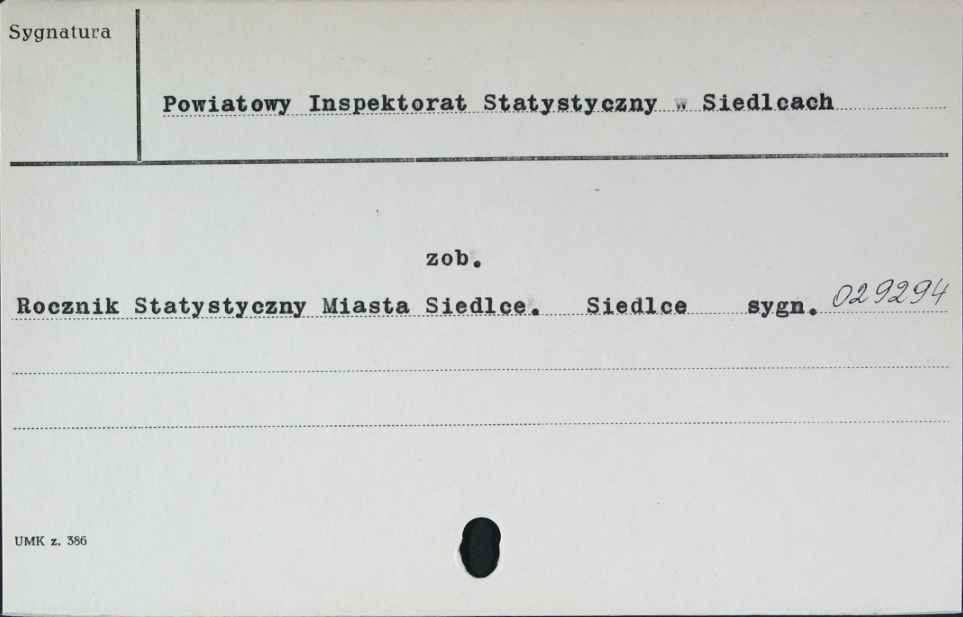 Sygnatura
Powiatowy Inspektorat Statystyczny w Siedlcach
zob.
Rocznik Statystyczny Miasta Siedlce. Siedlce sygn. 029294
UMK z. 386